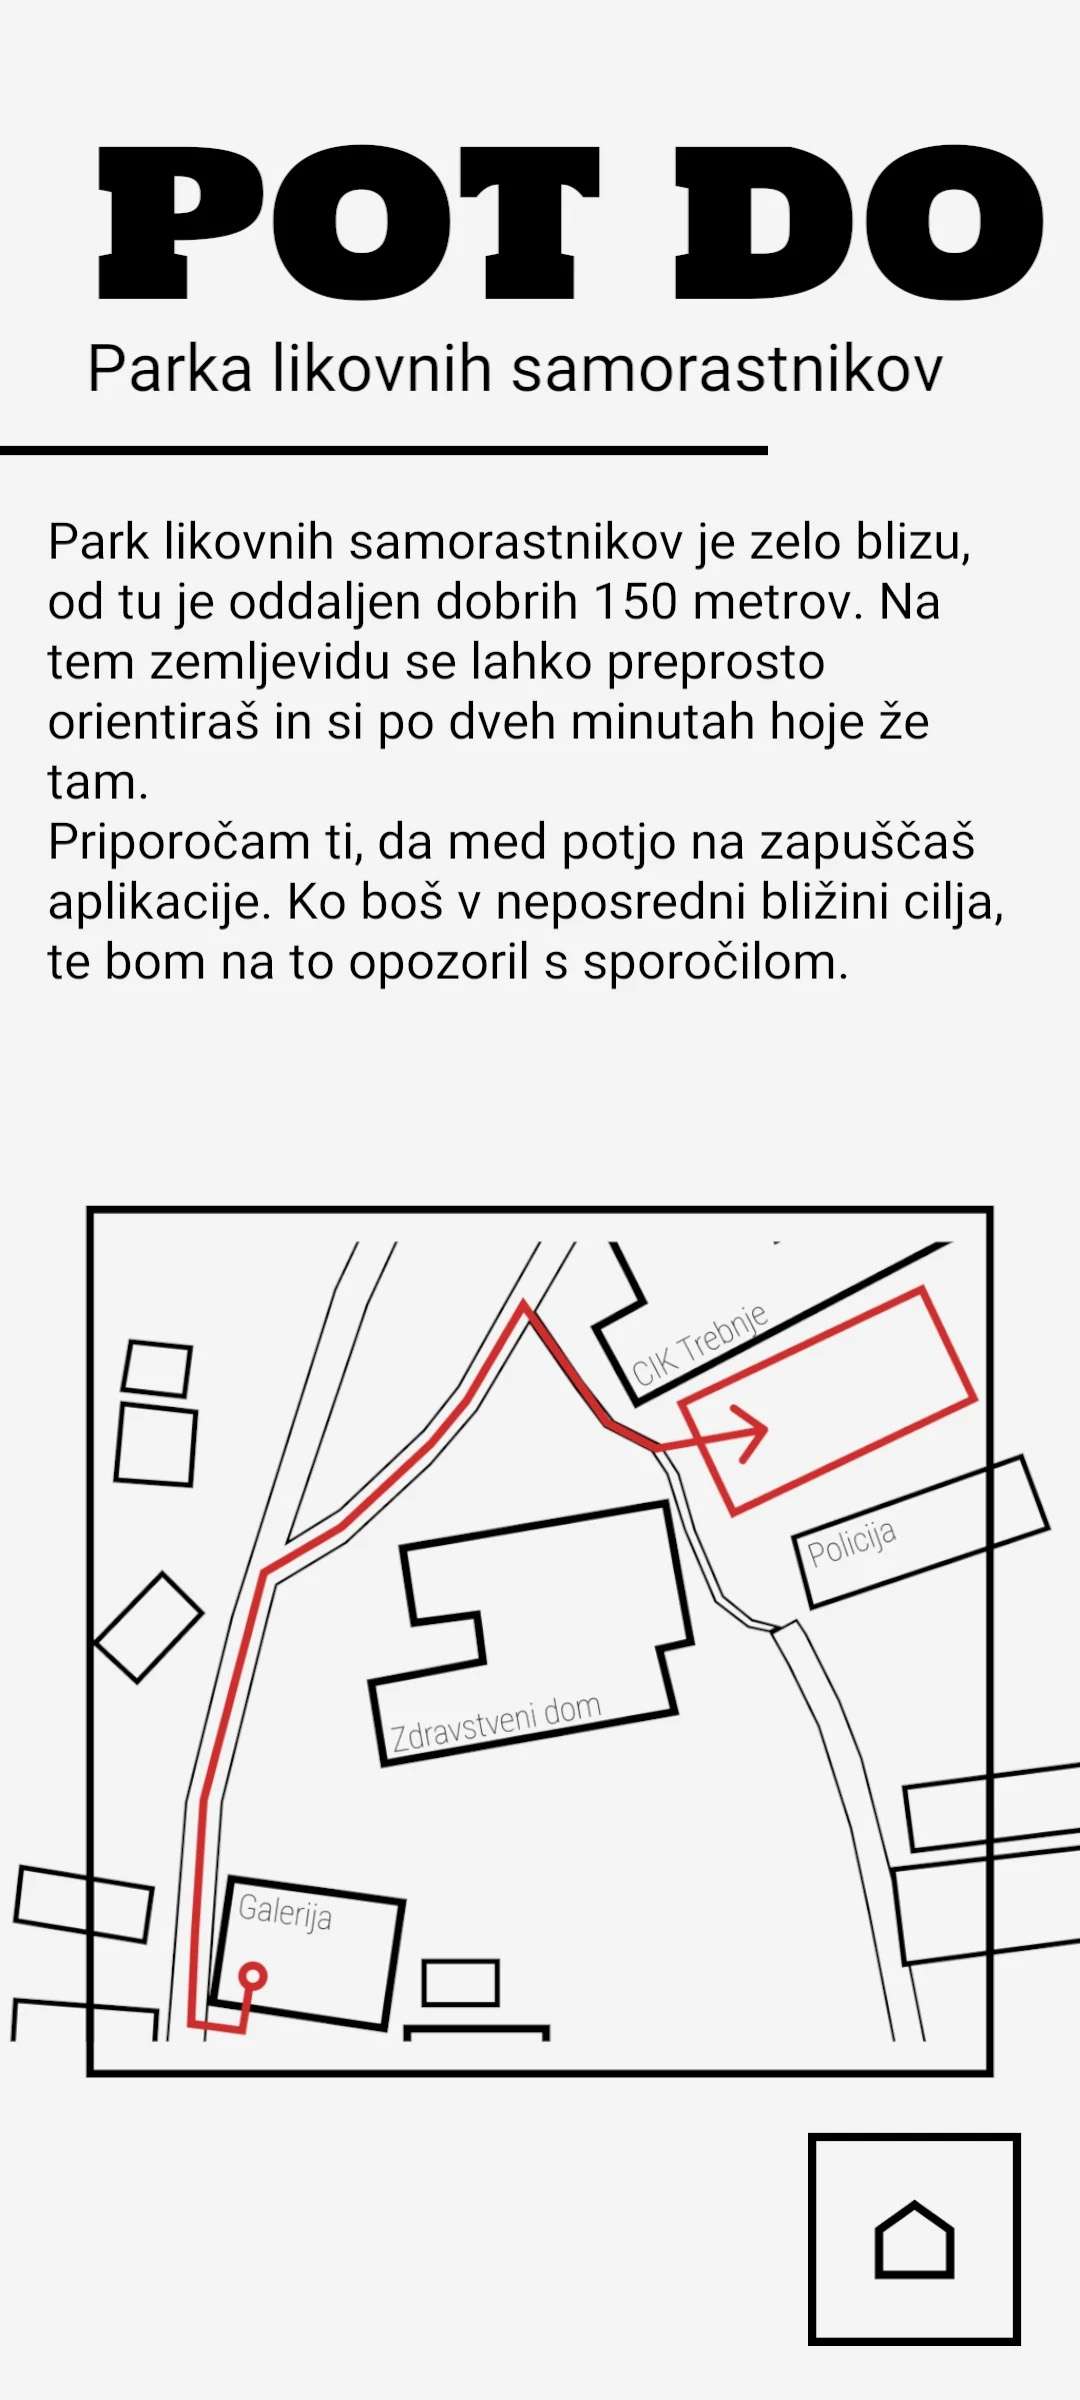 POT DO
Parka likovnih samorastnikov
Park likovnih samorastnikov je zelo blizu,
od tu je oddaljen dobrih 150 metrov. Na
tem zemljevidu se lahko preprosto
orientiraš in si po dveh minutah hoje že
tam.
Priporočam ti, da med potjo na zapuščaš
aplikacije. Ko boš v neposredni bližini cilja,
te bom na to opozoril s sporočilom.
CIK Trebnje
Policija
Zdravstveni dom
Galerija